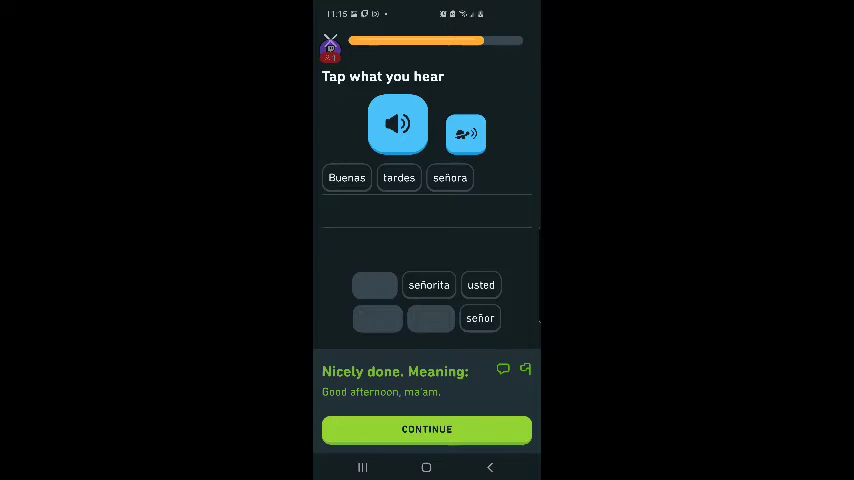 11:15
Tap what you hear
Buenas tardes señora
señorita usted
señor
Nicely done. Meaning:
Good afternoon, ma'am.
CONTINUE